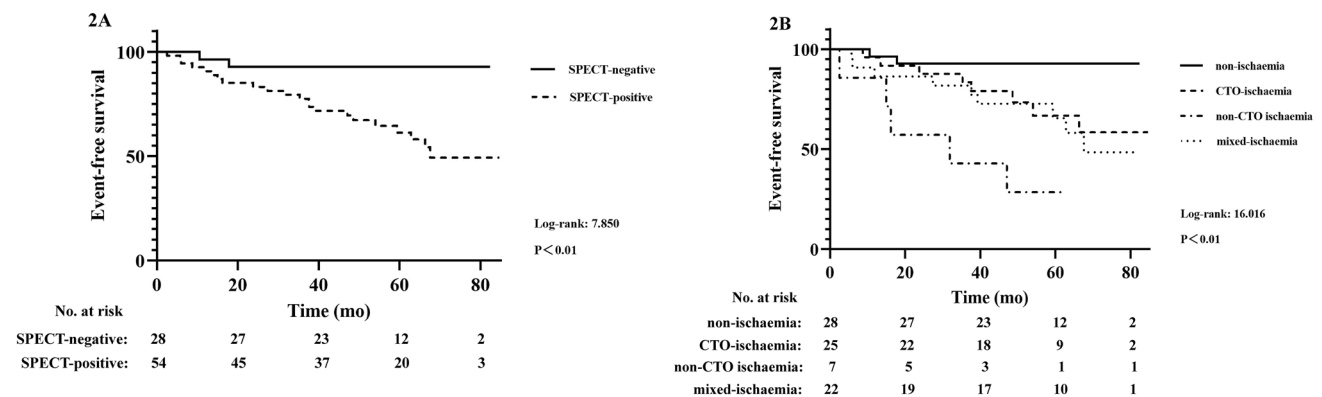 2A
100
50
0
Event-free survival
0 20 40 60 80
Time (mo)
SPECT-negative
SPECT-positive
Log-rank: 7.850
P＜0.01
No. at risk
SPECT-negative: 28 27 23 12 2
SPECT-positive: 54 45 37 20 3
2B
100
50
0
Event-free survival
0 20 40 60 80
Time (mo)
non-ischaemia
CTO-ischaemia
non-CTO ischaemia
mixed-ischaemia
Log-rank: 16.016
P＜0.01
No. at risk
non-ischaemia: 28 27 23 12 2
CTO-ischaemia: 25 22 18 9 2
non-CTO ischaemia: 7 5 3 1 1
mixed-ischaemia: 22 19 17 10 1